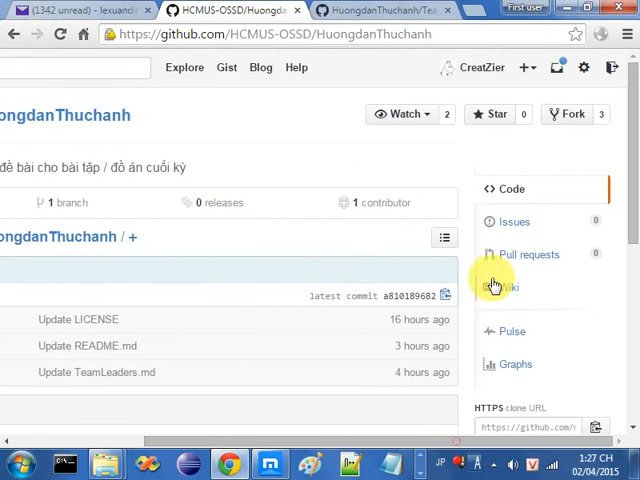 (1342 unread) - lexuandin
HCMUS-OSSD/Huongda
HuongdanThuchanh/Tea
First user
https://github.com/HCMUS-OSSD/HuongdanThuchanh
Explore Gist Blog Help
CreatZier
ongdanThuchanh
Watch 2
Star 0
Fork 3
đề bài cho bài tập / đồ án cuối kỳ
1 branch
0 releases
1 contributor
ongdanThuchanh / +
latest commit a810189682
Update LICENSE 16 hours ago
Update README.md 3 hours ago
Update TeamLeaders.md 4 hours ago
Code
Issues 0
Pull requests 0
Wiki
Pulse
Graphs
HTTPS clone URL
https://github.com/
JP
A
V
1:27 CH
02/04/2015